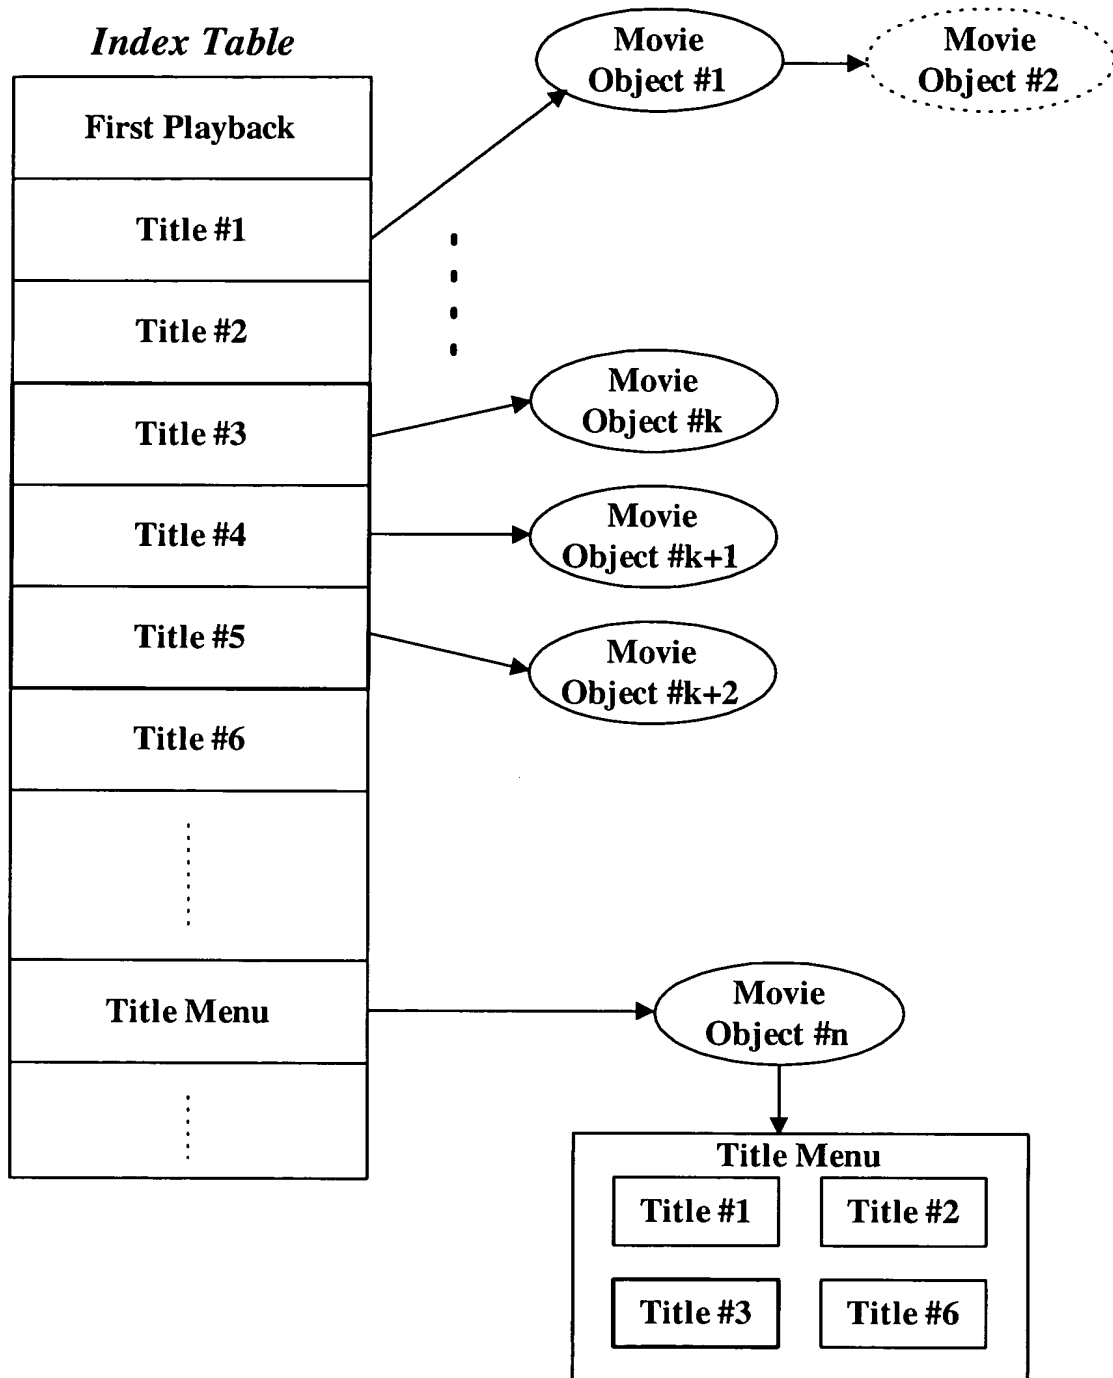 Index Table
First Playback
Title #1
Title #2
Title #3
Title #4
Title #5
Title #6
Title Menu
Movie
Object #1
Movie
Object #2
Movie
Object #k
Movie
Object #k+1
Movie
Object #k+2
Movie
Object #n
Title Menu
Title #1
Title #2
Title #3
Title #6